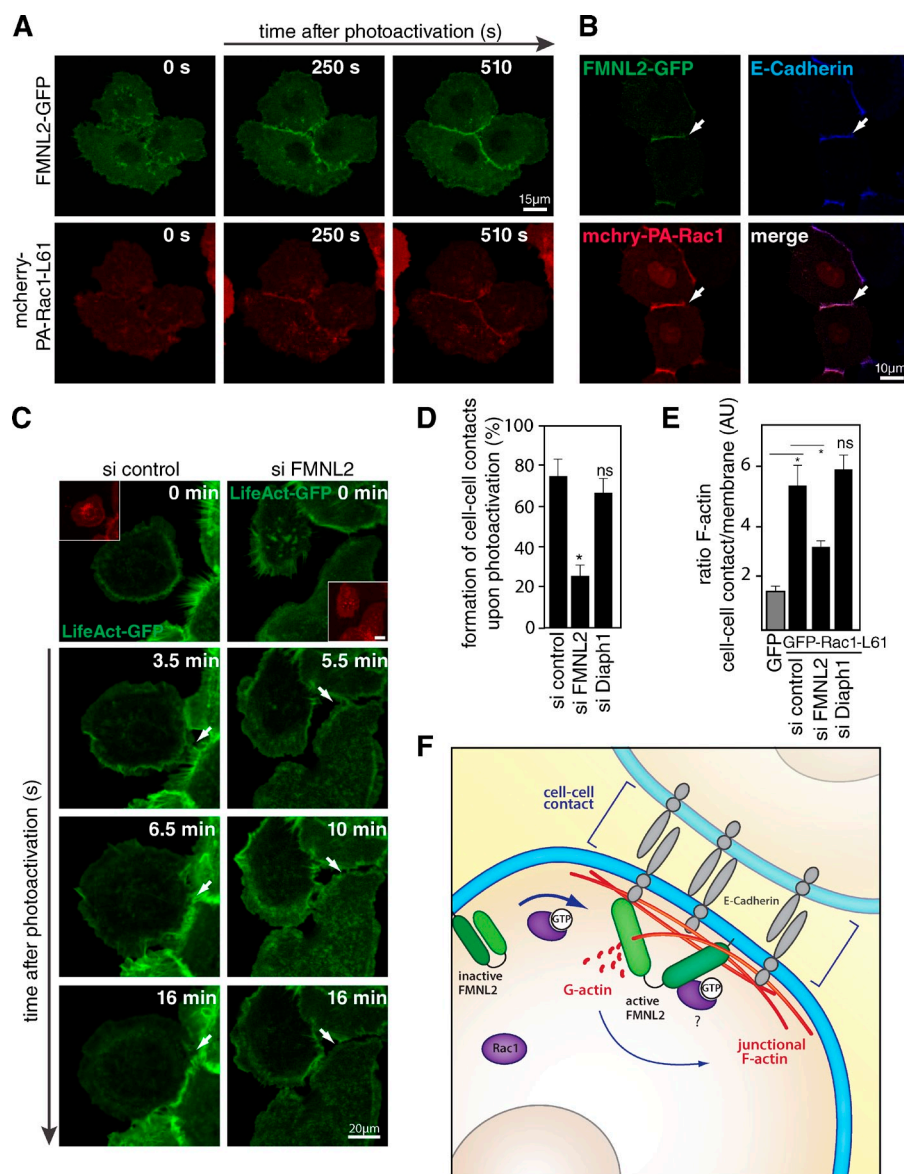 A
time after photoactivation (s)
FMNL2-GFP
0 s
250 s
510
15µm
mcherry-
PA-Rac1-L61
0 s
250 s
510 s
B
FMNL2-GFP
E-Cadherin
mchry-PA-Rac1
merge
10µm
C
si control
si FMNL2
0 min
LifeAct-GFP
LifeAct-GFP
0 min
time after photoactivation (s)
3.5 min
5.5 min
6.5 min
10 min
16 min
16 min
20µm
D
formation of cell-cell contacts
upon photoactivation (%)
100
80
60
40
20
0
*
ns
si control
si FMNL2
si Diaph1
E
ratio F-actin
cell-cell contact/membrane (AU)
6
4
2
*
*
ns
GFP
GFP-Rac1-L61
si control
si FMNL2
si Diaph1
F
cell-cell
contact
E-Cadherin
GTP
inactive
FMNL2
G-actin
active
FMNL2
GTP
?
Rac1
junctional
F-actin